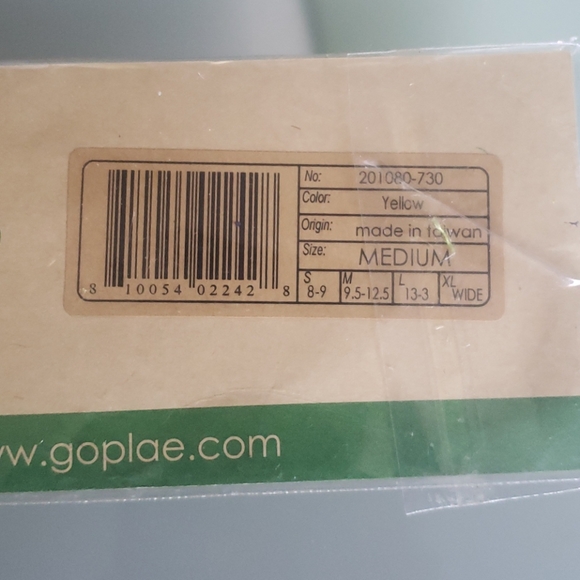 No: 201080-730
Color: Yellow
Origin: made in taiwan
Size: MEDIUM
S M L XL
8-9 9.5-12.5 13-3 WIDE
8 10054 02242 8
w.goplae.com